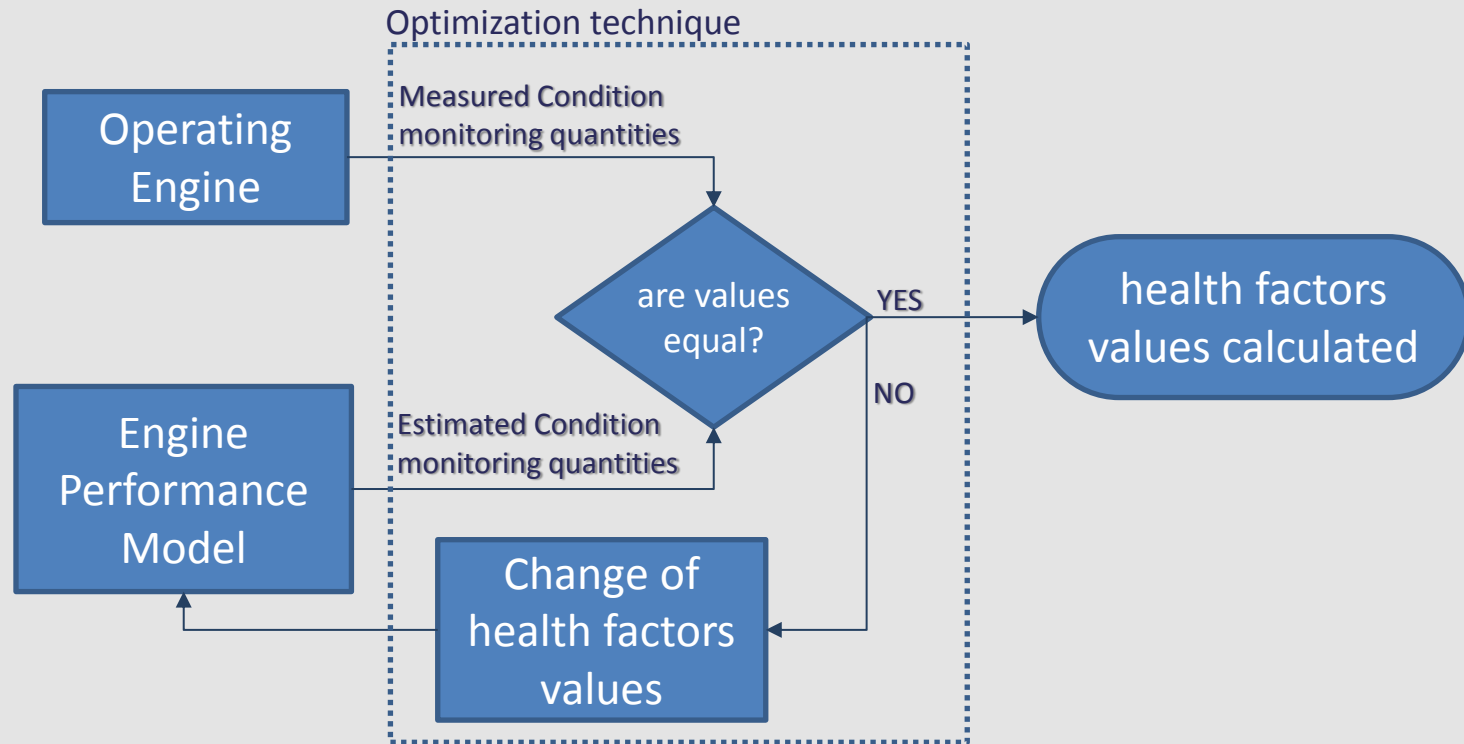 Optimization technique
Operating
Engine
Measured Condition
monitoring quantities
are values
equal?
YES
health factors
values calculated
NO
Engine
Performance
Model
Estimated Condition
monitoring quantities
Change of
health factors
values